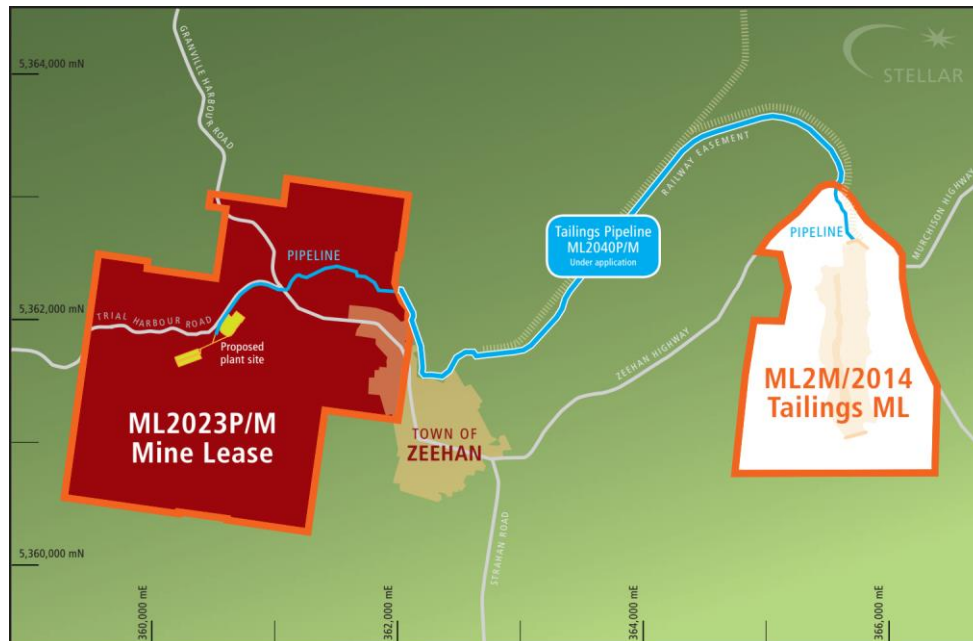 STELLAR
5,364,000 mN
GRANVILLE HARBOUR ROAD
RAILWAY EASEMENT
MURCHISON HIGHWAY
Tailings Pipeline
ML2040P/M
Under application
PIPELINE
PIPELINE
5,362,000 mN
TRIAL HARBOUR ROAD
Proposed
plant site
ZEEHAN HIGHWAY
ML2M/2014
Tailings ML
ML2023P/M
Mine Lease
TOWN OF
ZEEHAN
STRAHAN ROAD
5,360,000 mN
360,000 mE
362,000 mE
364,000 mE
366,000 mE